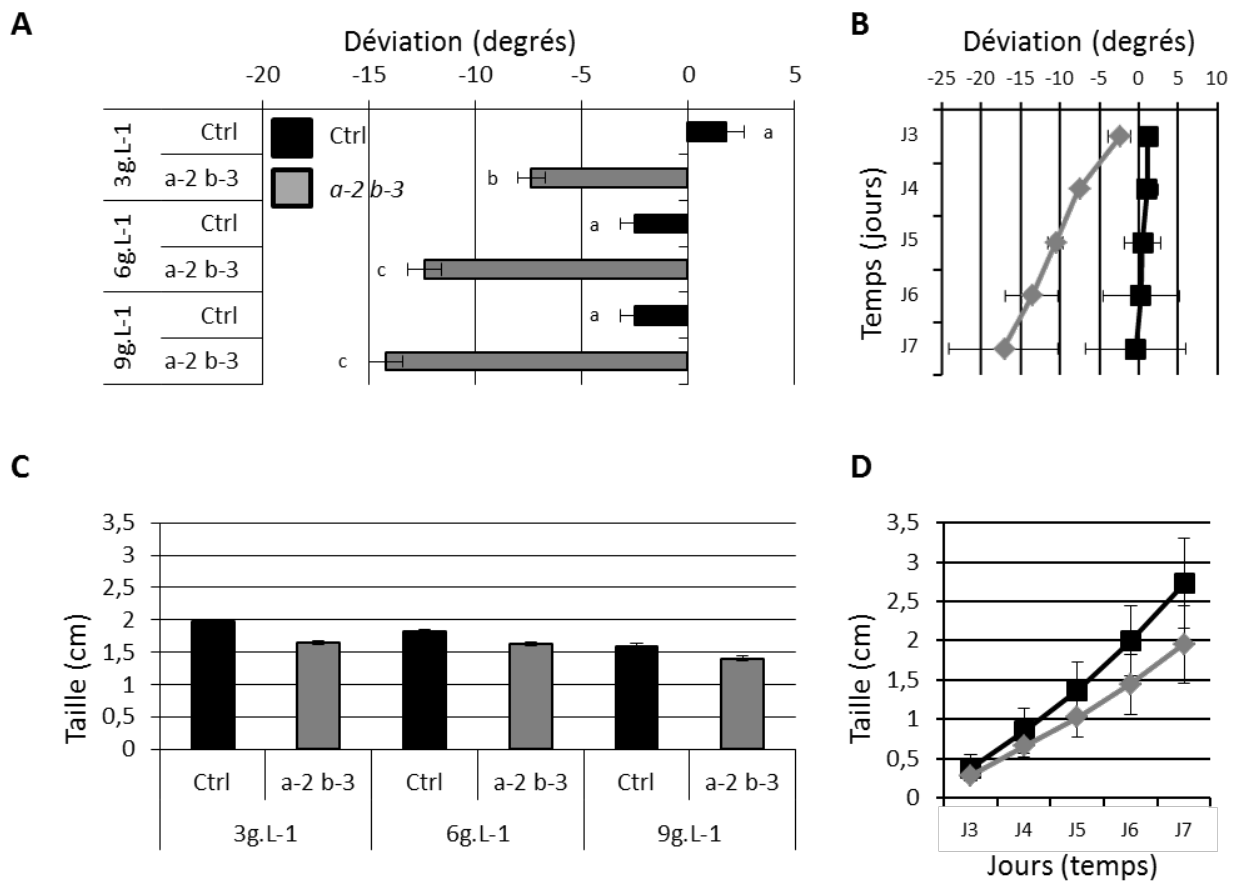 A
Déviation (degrés)
-20 -15 -10 -5 0 5
3g.L-1
Ctrl
a
a-2 b-3
b
6g.L-1
Ctrl
a
a-2 b-3
c
9g.L-1
Ctrl
a
a-2 b-3
c
Ctrl
a-2 b-3
B
Déviation (degrés)
-25 -20 -15 -10 -5 0 5 10
Temps (jours)
J3
J4
J5
J6
J7
C
Taille (cm)
3,5
3
2,5
2
1,5
1
0,5
0
Ctrl a-2 b-3 Ctrl a-2 b-3 Ctrl a-2 b-3
3g.L-1 6g.L-1 9g.L-1
D
Taille (cm)
3,5
3
2,5
2
1,5
1
0,5
0
J3 J4 J5 J6 J7
Jours (temps)